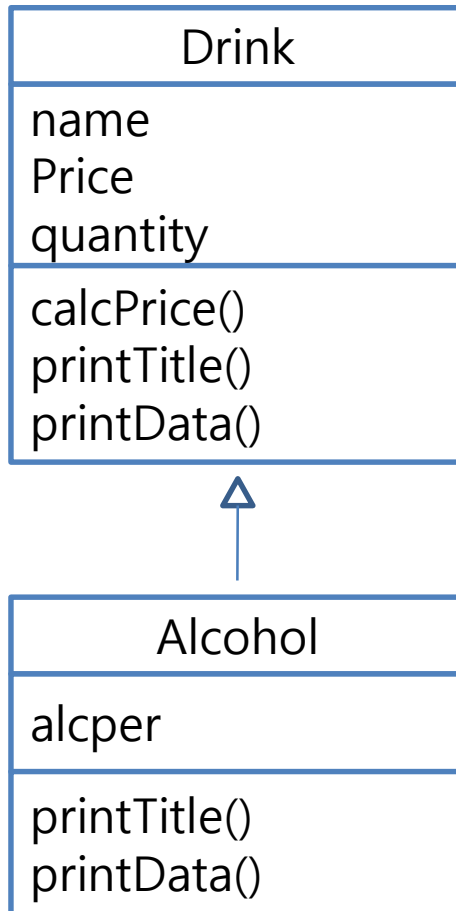 Drink
name
Price
quantity
calcPrice()
printTitle()
printData()
Alcohol
alcper
printTitle()
printData()